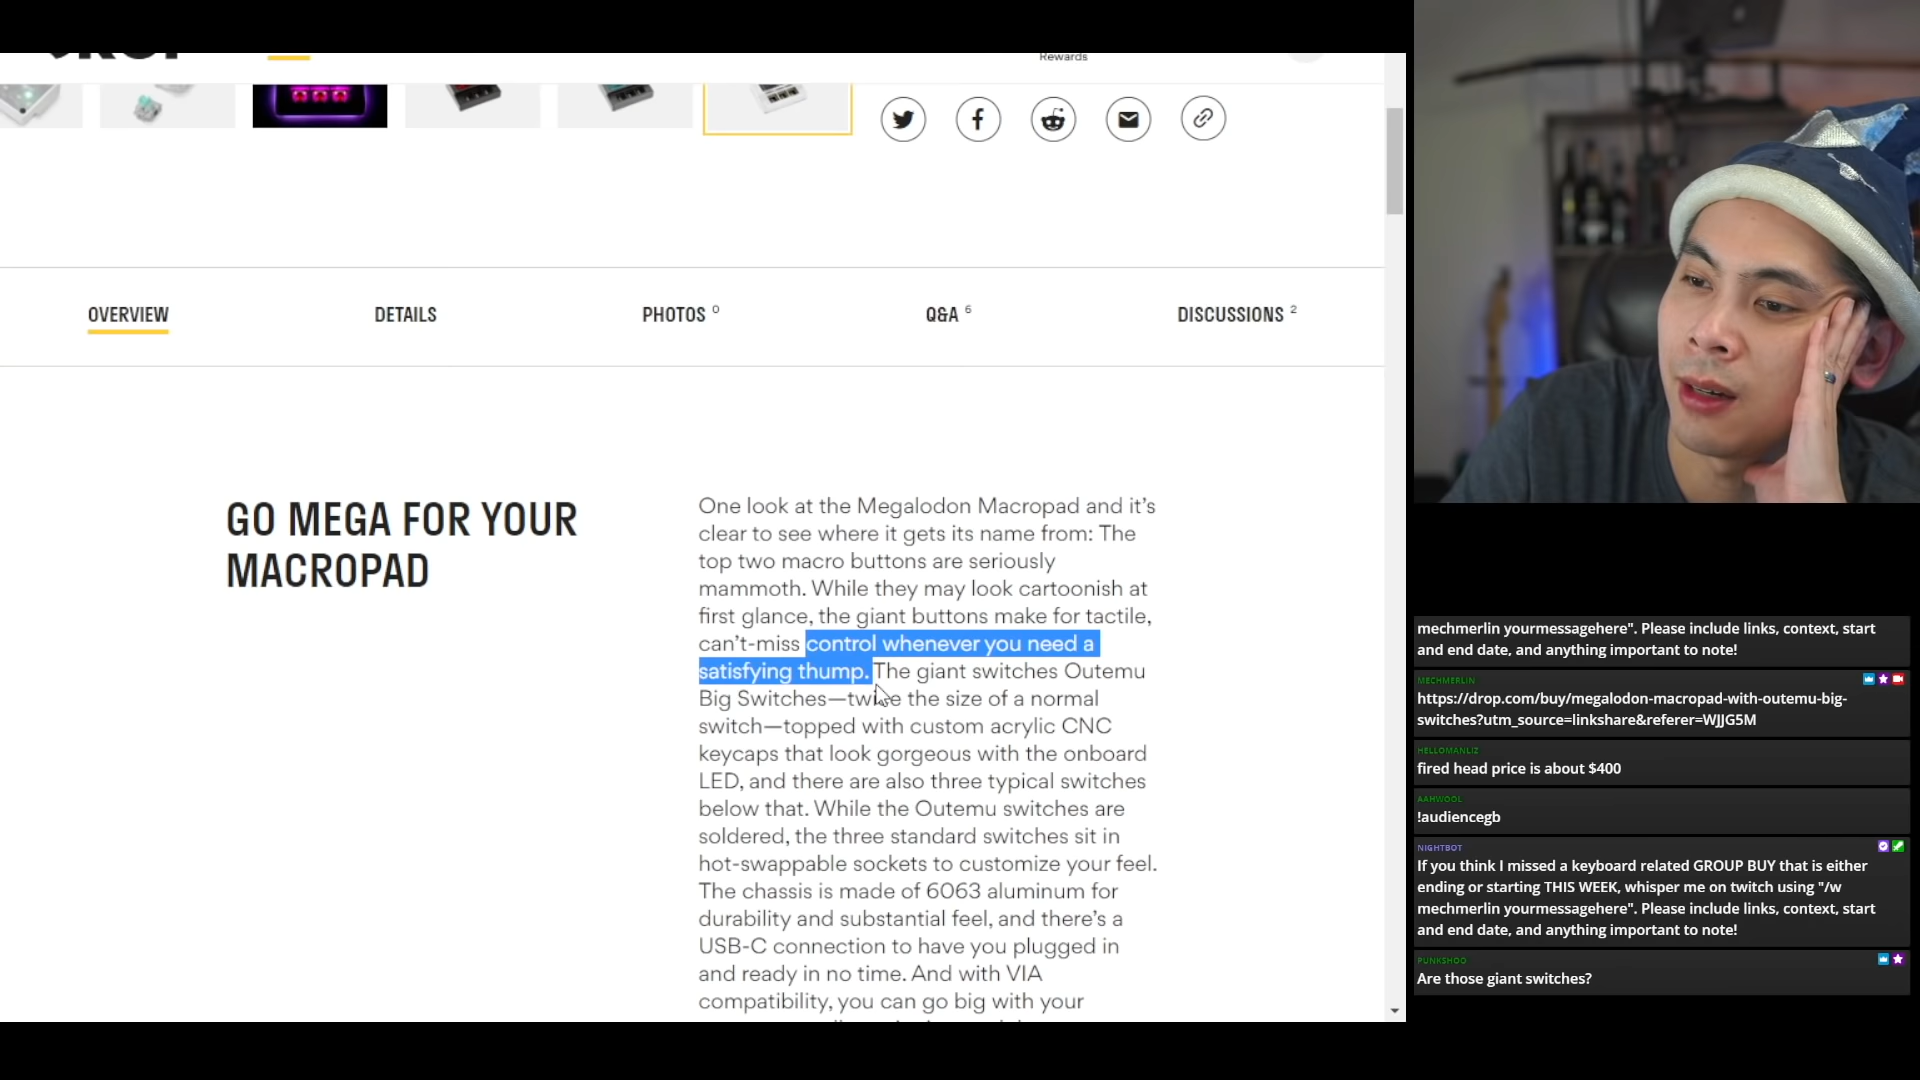 Rewards
OVERVIEW
DETAILS
PHOTOS 0
Q&A 6
DISCUSSIONS 2
GO MEGA FOR YOUR
MACROPAD
One look at the Megalodon Macropad and it’s
clear to see where it gets its name from: The
top two macro buttons are seriously
mammoth. While they may look cartoonish at
first glance, the giant buttons make for tactile,
can’t-miss control whenever you need a
satisfying thump. The giant switches Outemu
Big Switches—twice the size of a normal
switch—topped with custom acrylic CNC
keycaps that look gorgeous with the onboard
LED, and there are also three typical switches
below that. While the Outemu switches are
soldered, the three standard switches sit in
hot-swappable sockets to customize your feel.
The chassis is made of 6063 aluminum for
durability and substantial feel, and there’s a
USB-C connection to have you plugged in
and ready in no time. And with VIA
compatibility, you can go big with your
mechmerlin yourmessagehere". Please include links, context, start
and end date, and anything important to note!
MECHMERLIN
https://drop.com/buy/megalodon-macropad-with-outemu-big-
switches?utm_source=linkshare&referer=WJJG5M
HELLOMANLIZ
fired head price is about $400
AAHWOOL
!audiencegb
NIGHTBOT
If you think I missed a keyboard related GROUP BUY that is either
ending or starting THIS WEEK, whisper me on twitch using "/w
mechmerlin yourmessagehere". Please include links, context, start
and end date, and anything important to note!
PUNKSHOO
Are those giant switches?